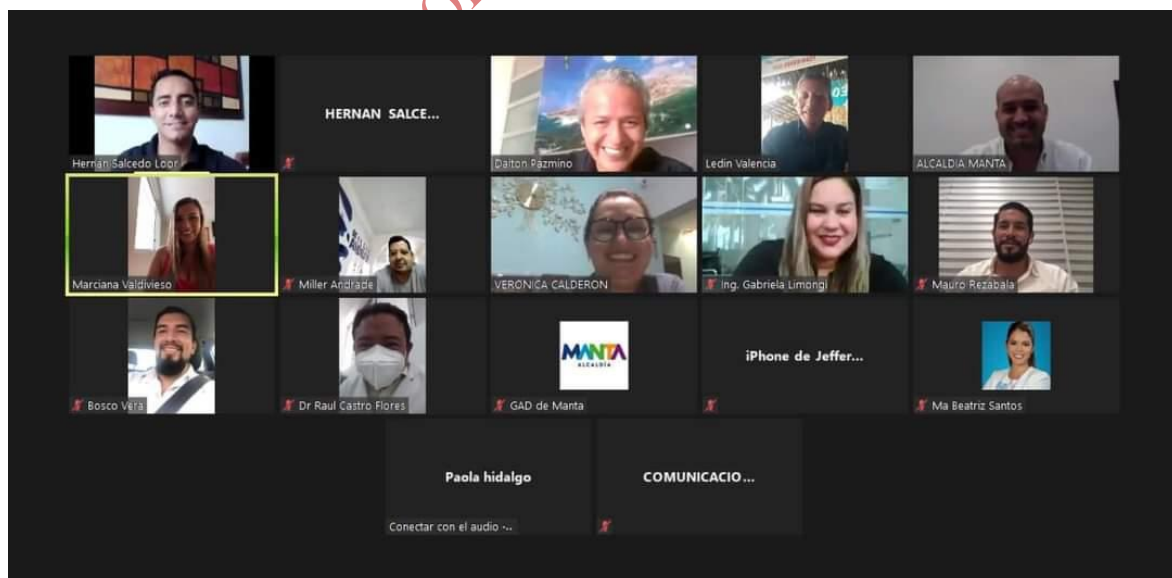 HERNAN SALCE...
Hernan Salcedo Loor
Dalton Pazmino
Ledin Valencia
ALCALDIA MANTA
Marciana Valdivieso
Miller Andrade
VERONICA CALDERON
Ing. Gabriela Limongi
Mauro Rezabala
MANTA
ALCALDÍA
iPhone de Jeffer...
Bosco Vera
Dr Raul Castro Flores
GAD de Manta
Ma Beatriz Santos
Paola hidalgo
COMUNICACIO...
Conectar con el audio -..